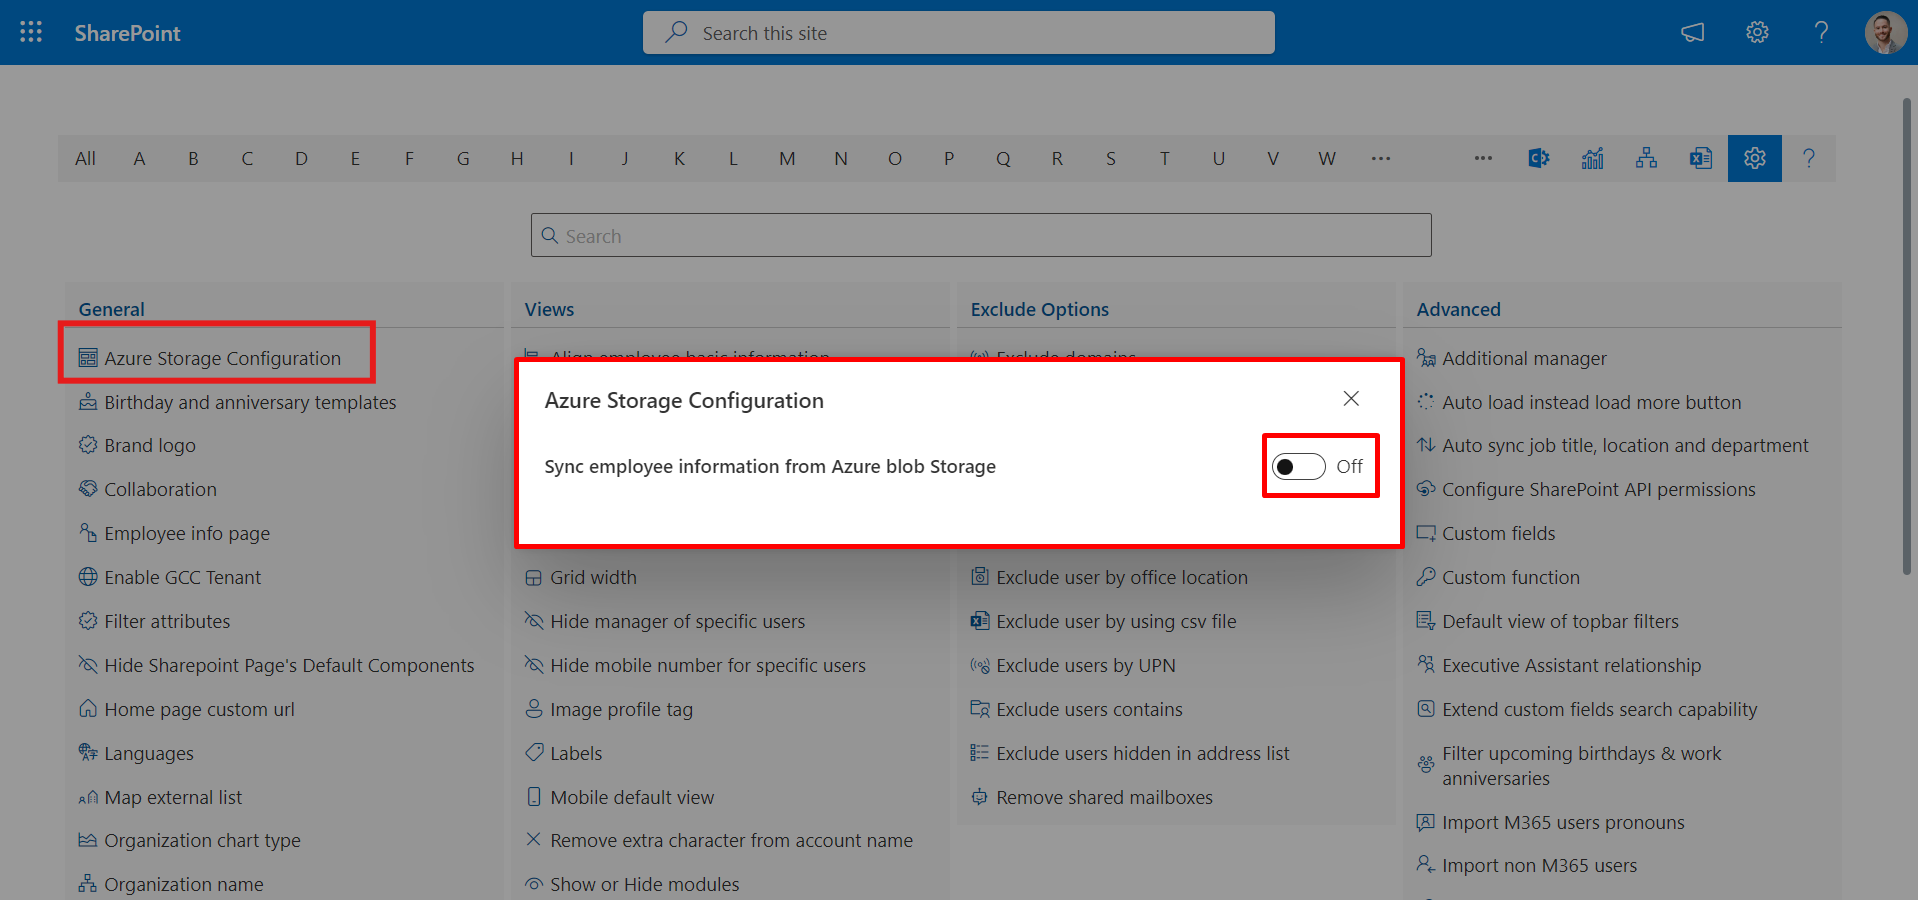 SharePoint
Search this site
All A B C D E F G H I J K L M N O P Q R S T U V W ... ... ?
Search
General
Azure Storage Configuration
Birthday and anniversary templates
Brand logo
Collaboration
Employee info page
Enable GCC Tenant
Filter attributes
Hide Sharepoint Page's Default Components
Home page custom url
Languages
Map external list
Organization chart type
Organization name
Views
Align employee basic information
Grid width
Hide manager of specific users
Hide mobile number for specific users
Image profile tag
Labels
Mobile default view
Remove extra character from account name
Show or Hide modules
Exclude Options
Exclude domains
Exclude user by office location
Exclude user by using csv file
Exclude users by UPN
Exclude users contains
Exclude users hidden in address list
Remove shared mailboxes
Advanced
Additional manager
Auto load instead load more button
Auto sync job title, location and department
Configure SharePoint API permissions
Custom fields
Custom function
Default view of topbar filters
Executive Assistant relationship
Extend custom fields search capability
Filter upcoming birthdays & work
anniversaries
Import M365 users pronouns
Import non M365 users
Azure Storage Configuration
Sync employee information from Azure blob Storage
Off